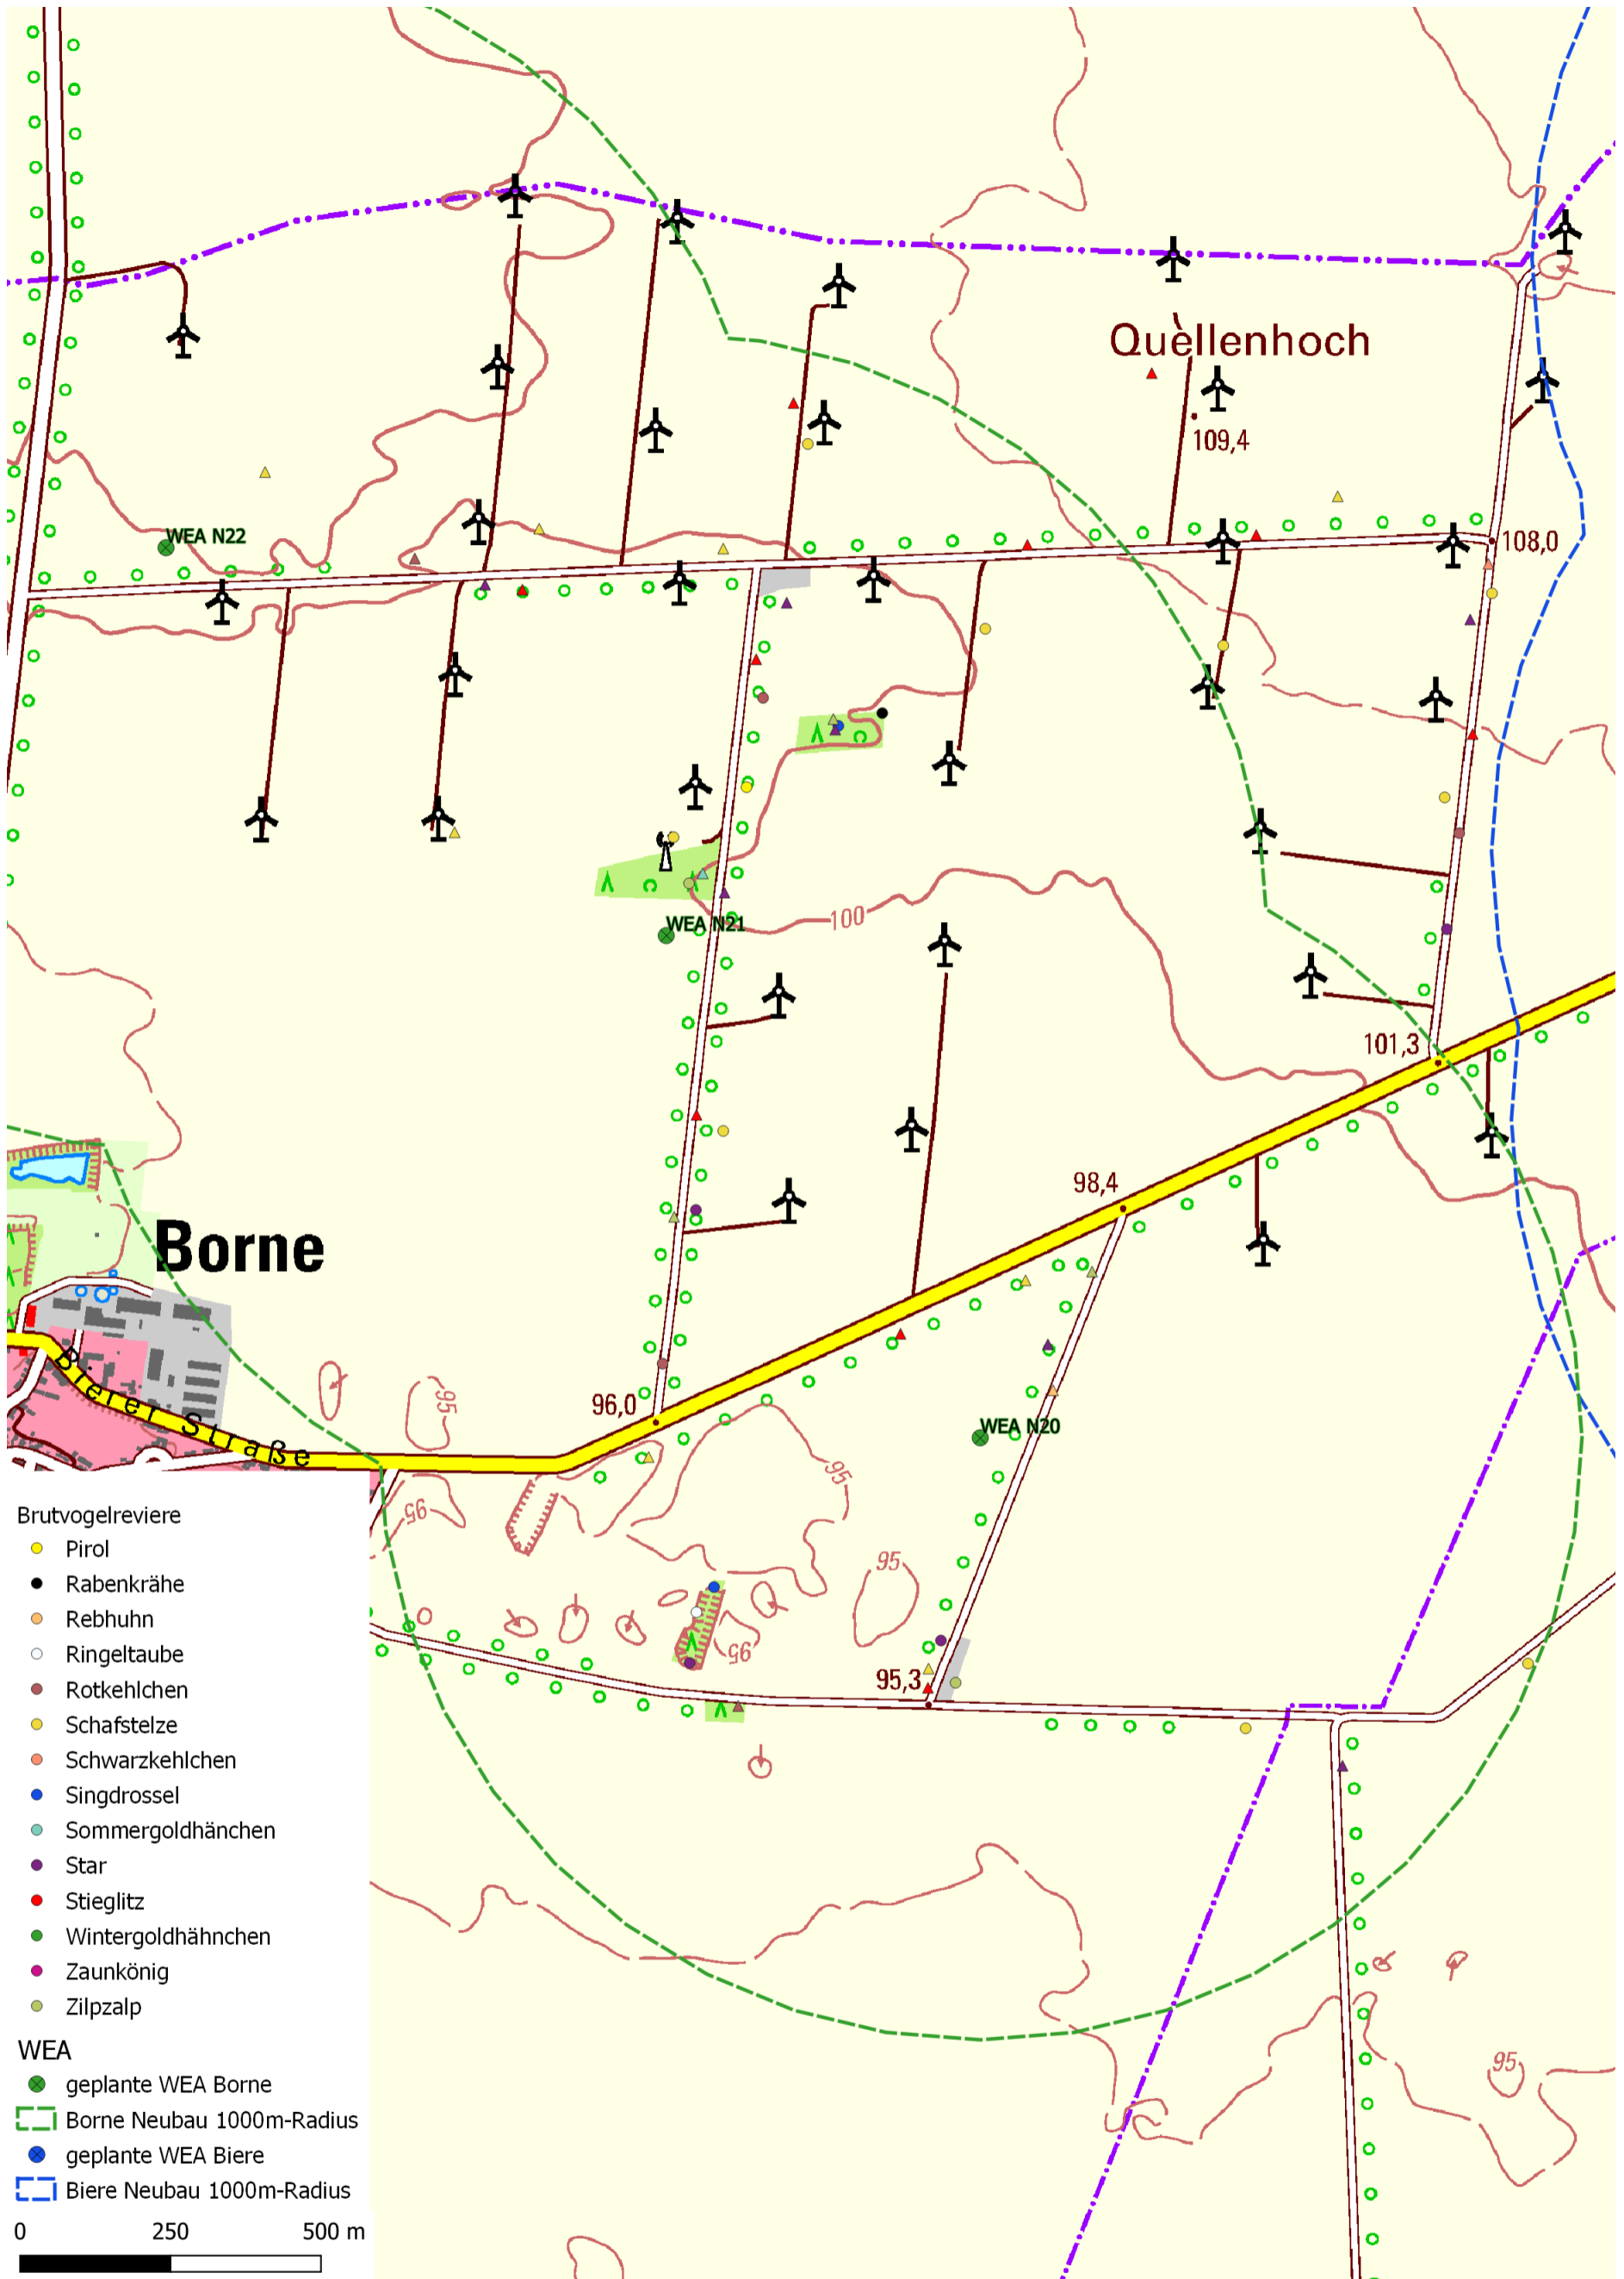 Quellenhoch
109,4
WEA N22
108,0
WEA N21
100
101,3
98,4
Borne
Bierer Straße
95
96,0
WEA N20
95
95
95
95
95,3
95
Brutvogelreviere
Pirol
Rabenkrähe
Rebhuhn
Ringeltaube
Rotkehlchen
Schafstelze
Schwarzkehlchen
Singdrossel
Sommergoldhänchen
Star
Stieglitz
Wintergoldhähnchen
Zaunkönig
Zilpzalp
WEA
geplante WEA Borne
Borne Neubau 1000m-Radius
geplante WEA Biere
Biere Neubau 1000m-Radius
0 250 500 m
95